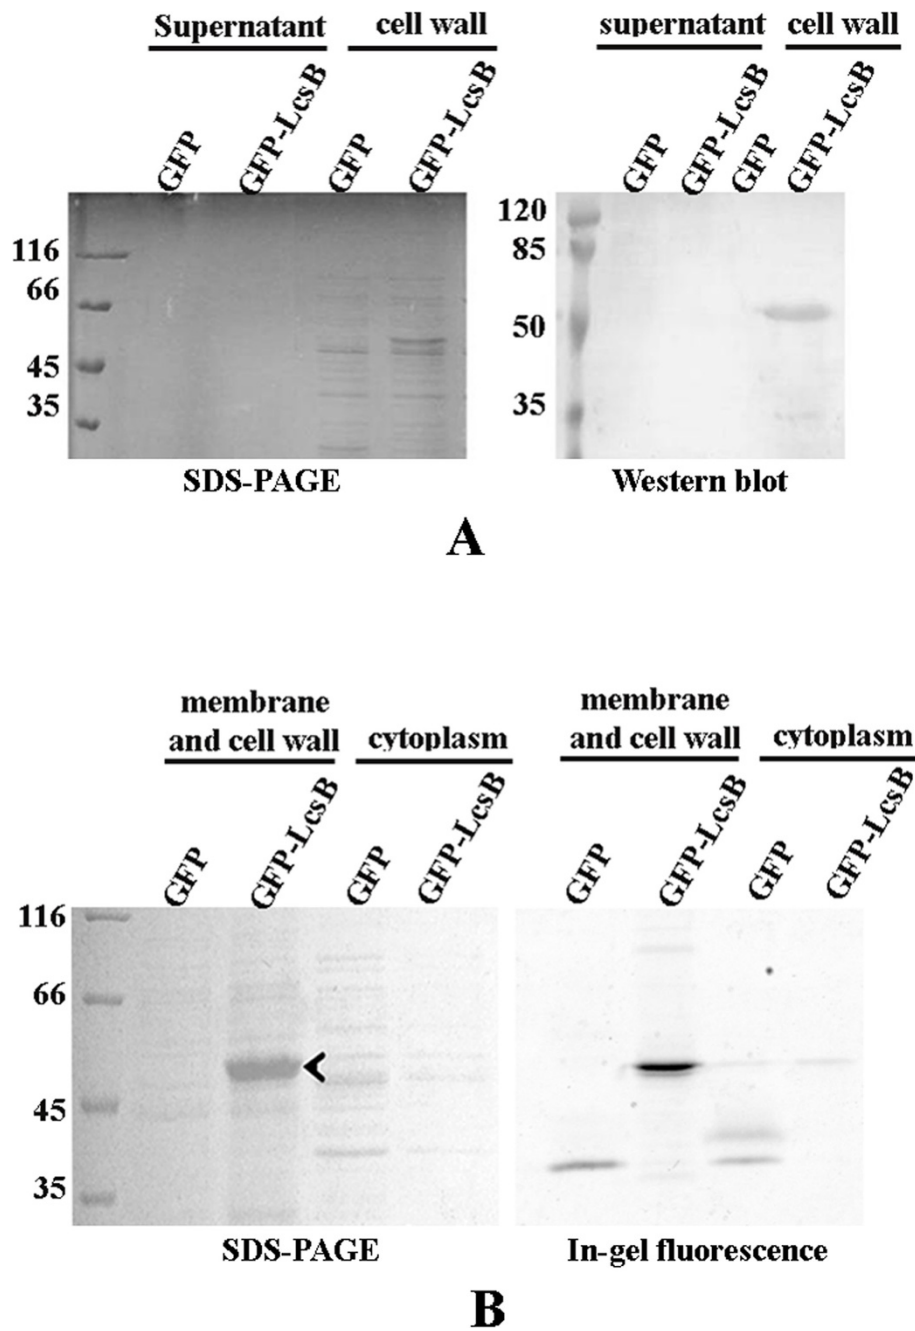 Supernatant cell wall
GFP GFP-LcsB GFP GFP-LcsB
116
66
45
35
SDS-PAGE
supernatant cell wall
GFP GFP-LcsB GFP GFP-LcsB
120
85
50
35
Western blot
A
membrane
and cell wall cytoplasm
GFP GFP-LcsB GFP GFP-LcsB
116
66
45
35
SDS-PAGE
membrane
and cell wall cytoplasm
GFP GFP-LcsB GFP GFP-LcsB
In-gel fluorescence
B